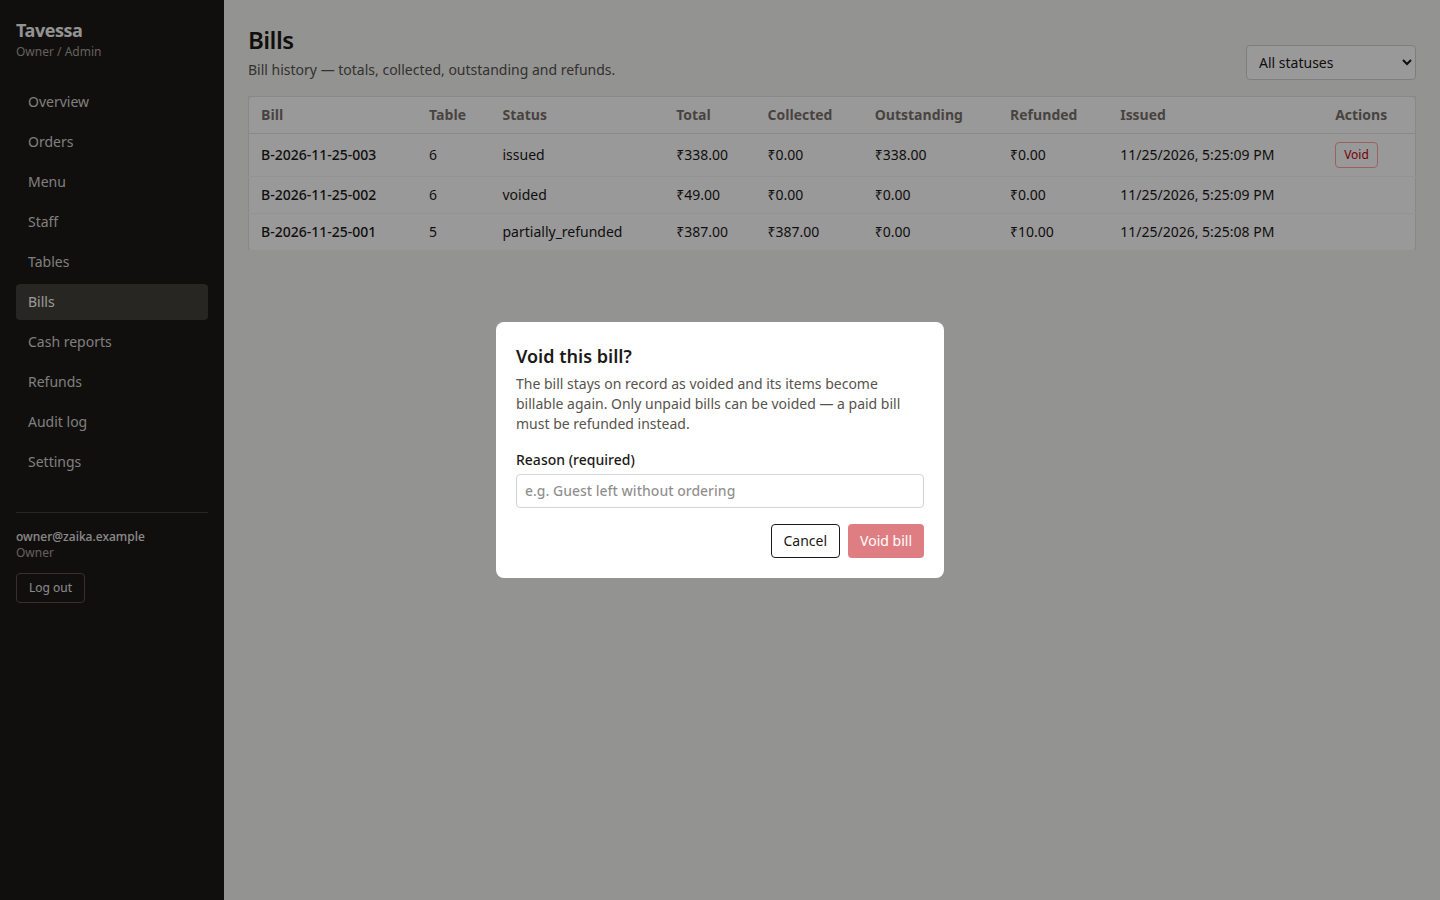 Tavessa
Owner / Admin
Overview
Orders
Menu
Staff
Tables
Bills
Cash reports
Refunds
Audit log
Settings
owner@zaika.example
Owner
Log out
Bills
Bill history — totals, collected, outstanding and refunds.
All statuses
Bill Table Status Total Collected Outstanding Refunded Issued Actions
B-2026-11-25-003 6 issued ₹338.00 ₹0.00 ₹338.00 ₹0.00 11/25/2026, 5:25:09 PM Void
B-2026-11-25-002 6 voided ₹49.00 ₹0.00 ₹0.00 ₹0.00 11/25/2026, 5:25:09 PM
B-2026-11-25-001 5 partially_refunded ₹387.00 ₹387.00 ₹0.00 ₹10.00 11/25/2026, 5:25:08 PM
Void this bill?
The bill stays on record as voided and its items become
billable again. Only unpaid bills can be voided — a paid bill
must be refunded instead.
Reason (required)
e.g. Guest left without ordering
Cancel Void bill